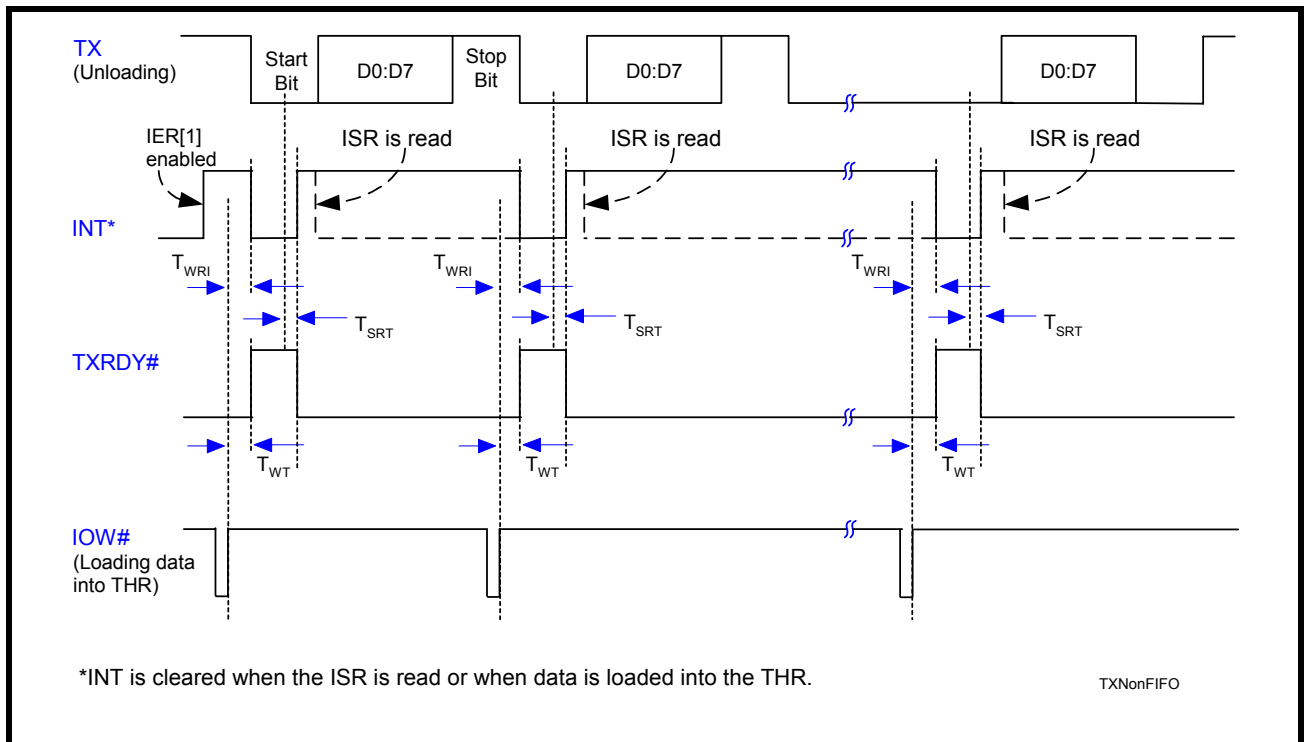 TX
(Unloading)
Start
Bit
D0:D7
Stop
Bit
D0:D7
D0:D7
IER[1]
enabled
ISR is read
ISR is read
ISR is read
INT*
TWRI
TWRI
TWRI
TSRT
TSRT
TSRT
TXRDY#
TWT
TWT
TWT
IOW#
(Loading data
into THR)
*INT is cleared when the ISR is read or when data is loaded into the THR.
TXNonFIFO